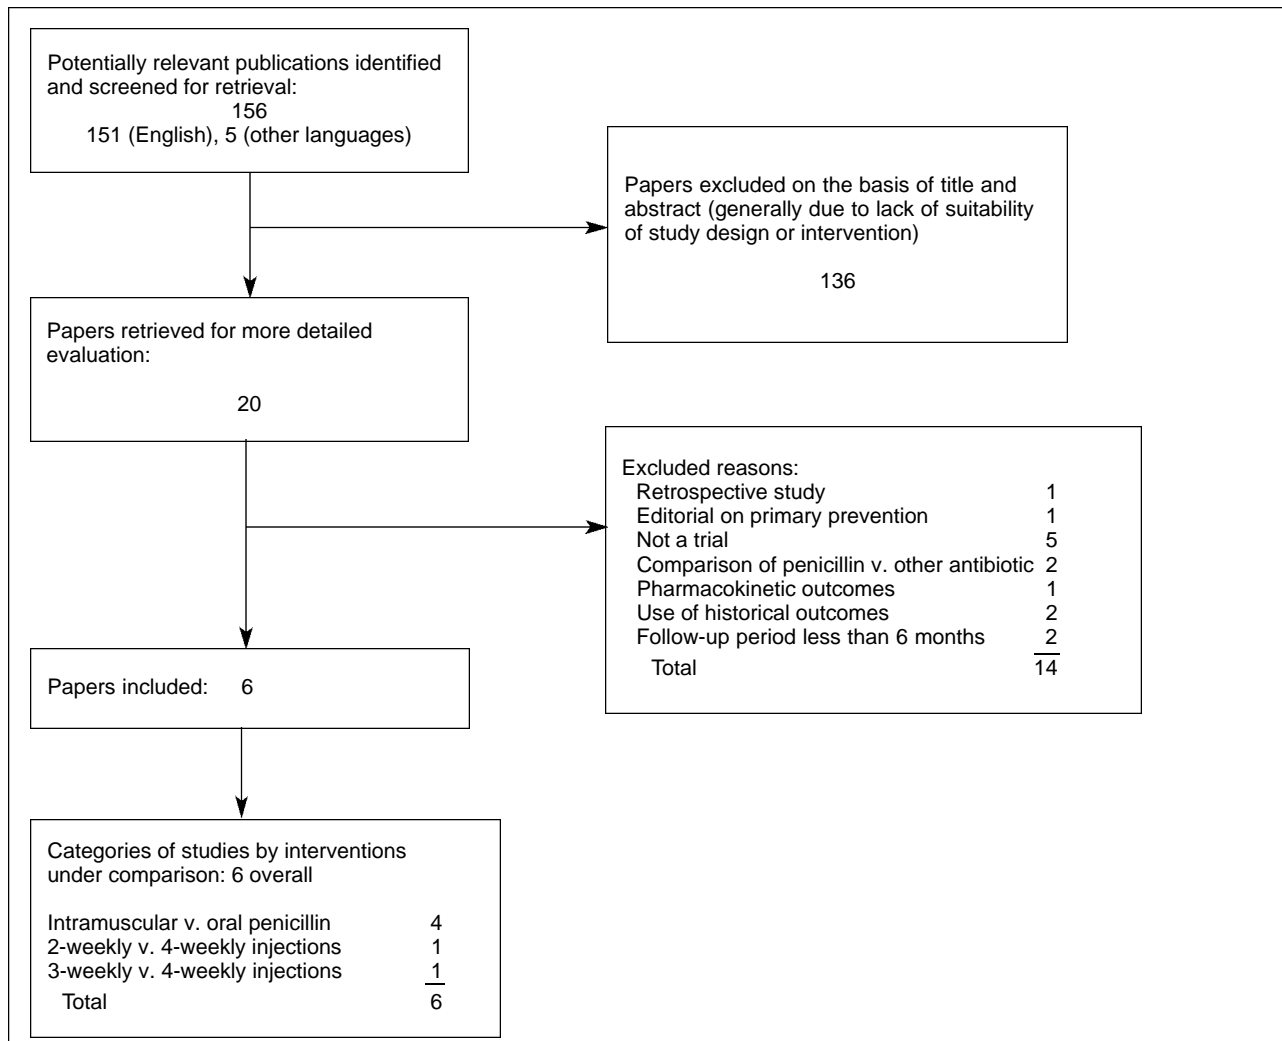 Potentially relevant publications identified
and screened for retrieval:
156
151 (English), 5 (other languages)
Papers excluded on the basis of title and
abstract (generally due to lack of suitability
of study design or intervention)
136
Papers retrieved for more detailed
evaluation:
20
Excluded reasons:
Retrospective study 1
Editorial on primary prevention 1
Not a trial 5
Comparison of penicillin v. other antibiotic 2
Pharmacokinetic outcomes 1
Use of historical outcomes 2
Follow-up period less than 6 months 2
Total 14
Papers included: 6
Categories of studies by interventions
under comparison: 6 overall
Intramuscular v. oral penicillin 4
2-weekly v. 4-weekly injections 1
3-weekly v. 4-weekly injections 1
Total 6